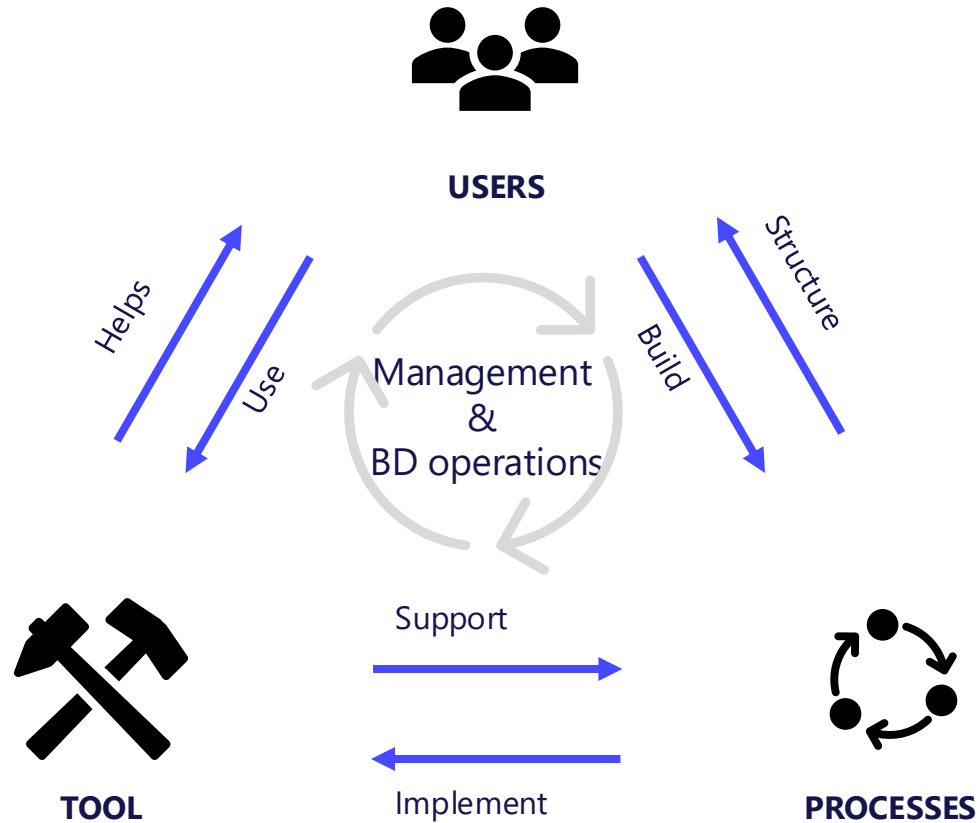 USERS
Helps
Use
Build
Structure
Management
&
BD operations
Support
Implement
TOOL
PROCESSES